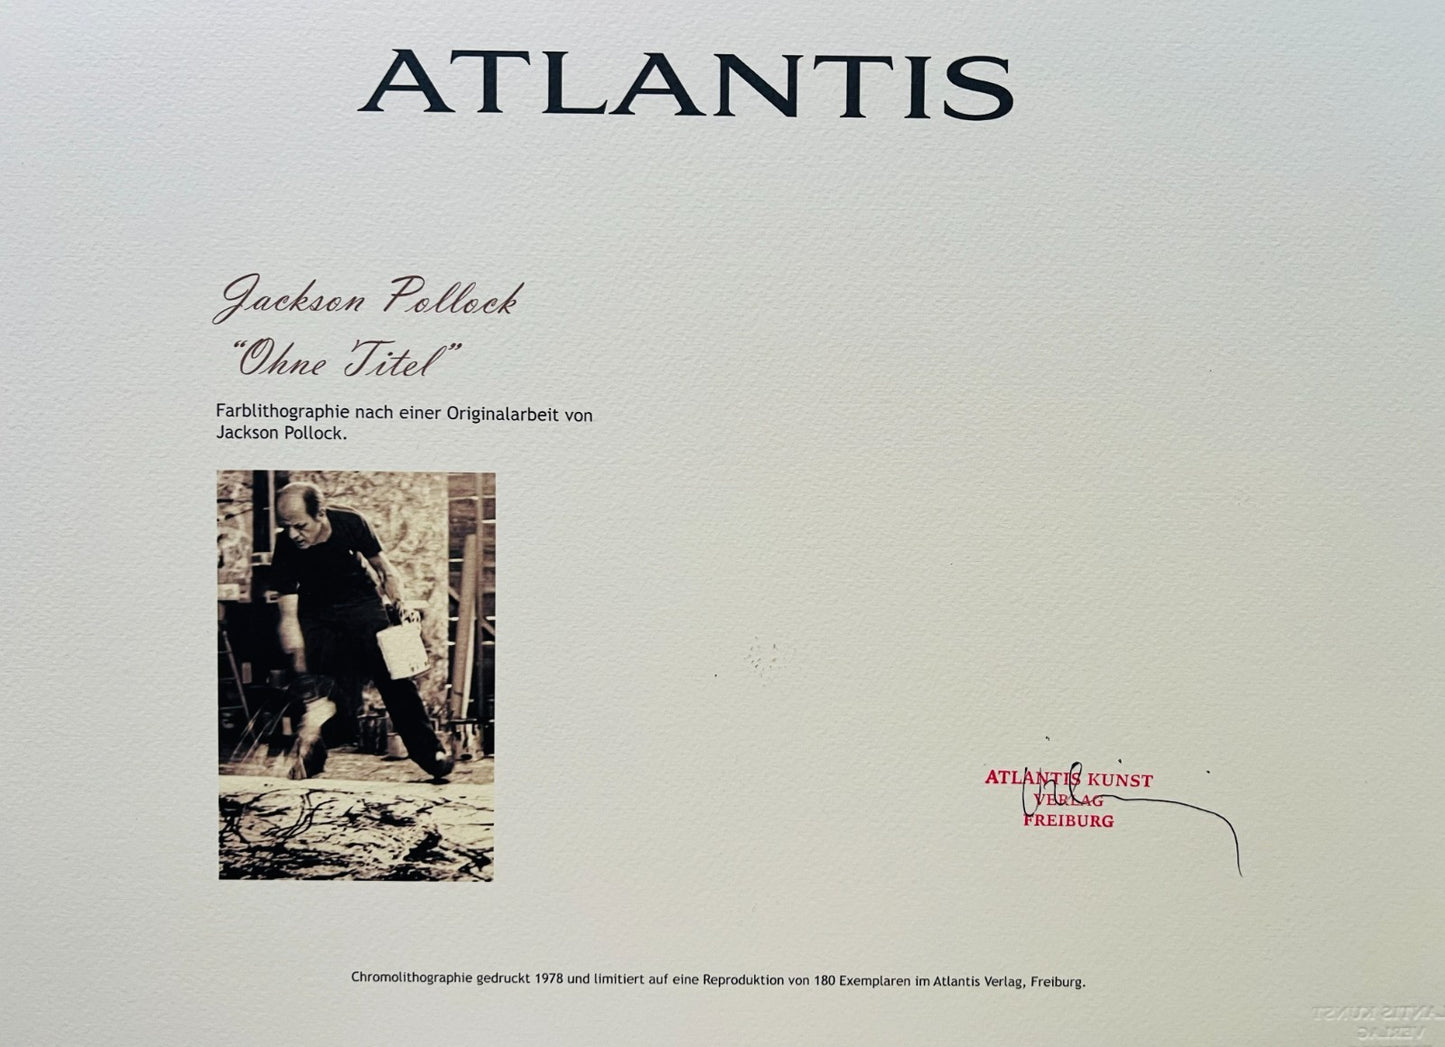 ATLANTIS
Jackson Pollock
“Ohne Titel”
Farblithographie nach einer Originalarbeit von
Jackson Pollock.
ATLANTIS KUNST
VERLAG
FREIBURG
Chromolithographie gedruckt 1978 und limitiert auf eine Reproduktion von 180 Exemplaren im Atlantis Verlag, Freiburg.